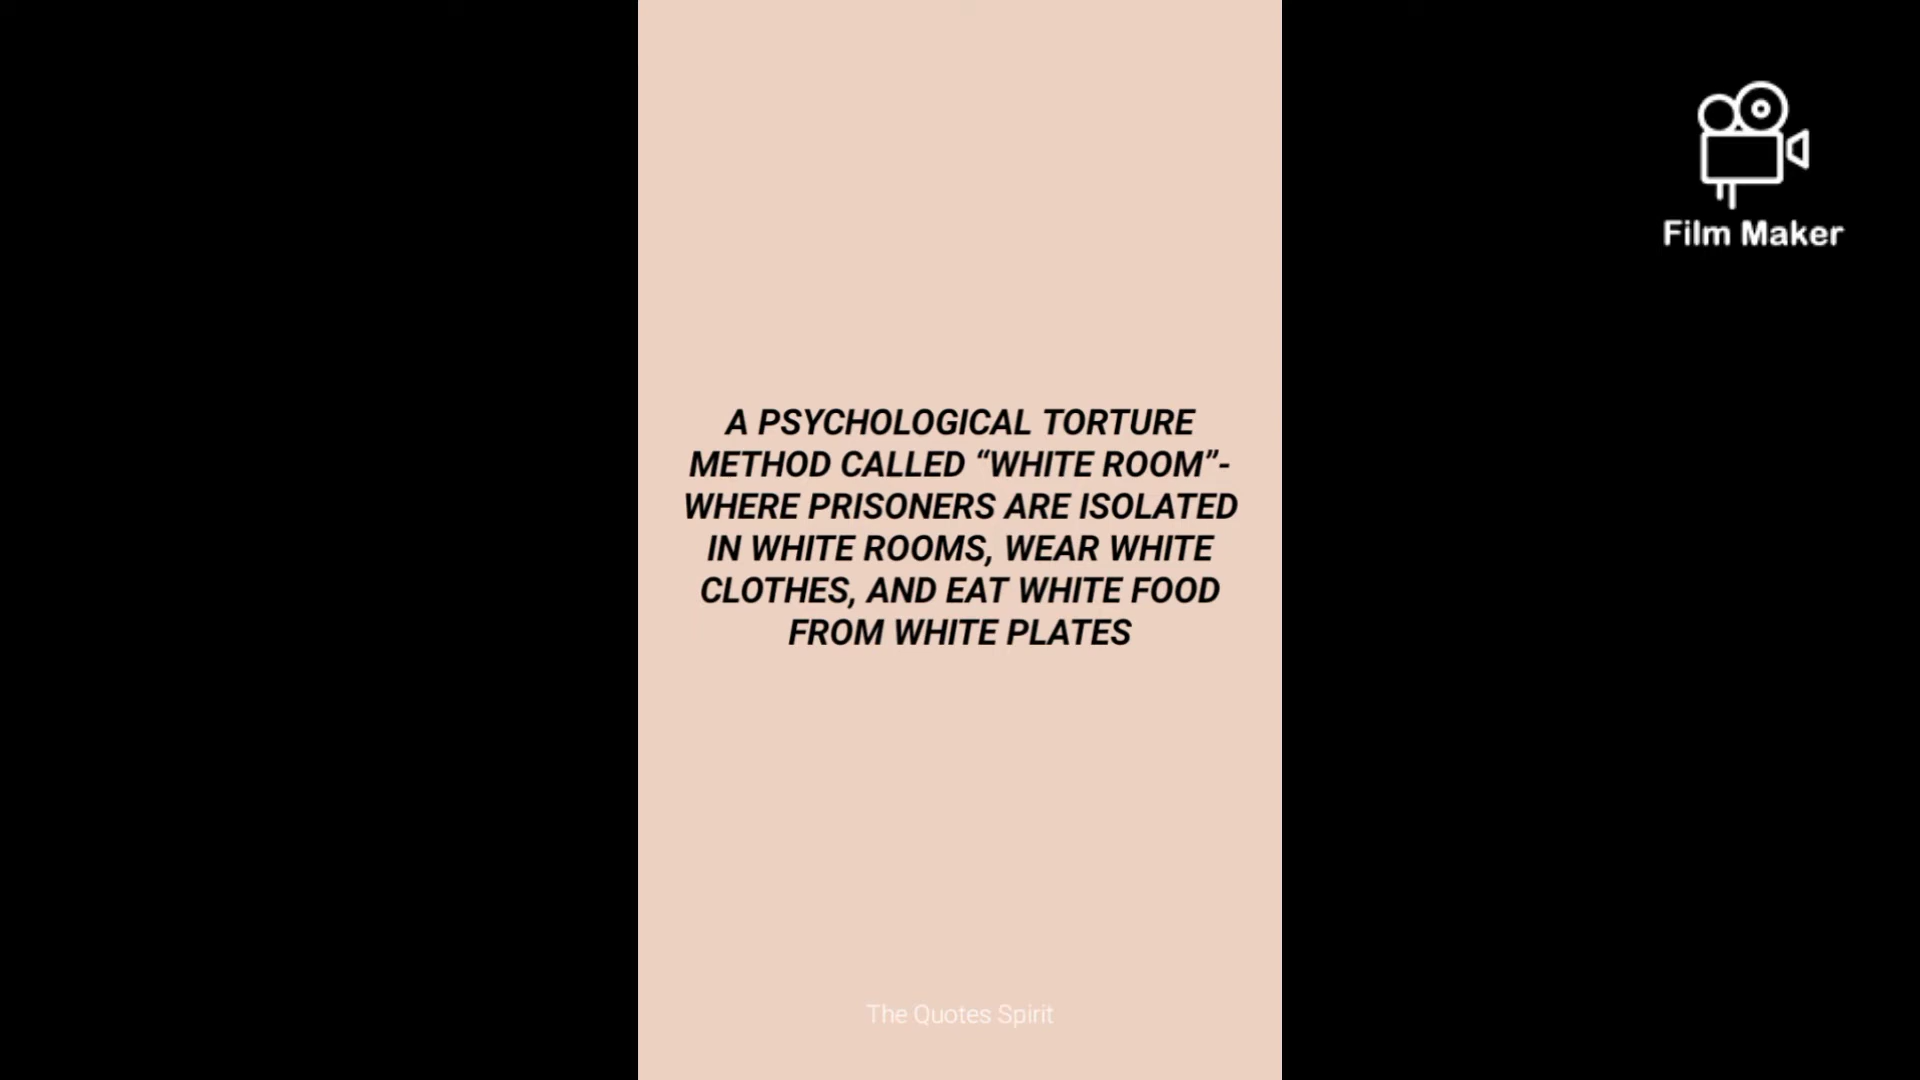 Film Maker
A PSYCHOLOGICAL TORTURE
METHOD CALLED “WHITE ROOM”-
WHERE PRISONERS ARE ISOLATED
IN WHITE ROOMS, WEAR WHITE
CLOTHES, AND EAT WHITE FOOD
FROM WHITE PLATES
The Quotes Spirit